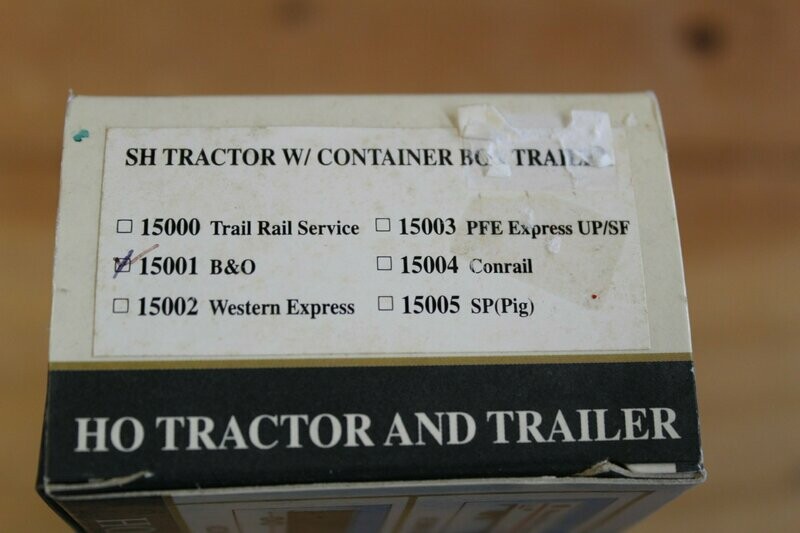 SH TRACTOR W/ CONTAINER
□ 15000 Trail Rail Service □ 15003 PFE Express UP/SF
☑ 15001 B&O □ 15004 Conrail
□ 15002 Western Express □ 15005 SP(Pig)
HO TRACTOR AND TRAILER